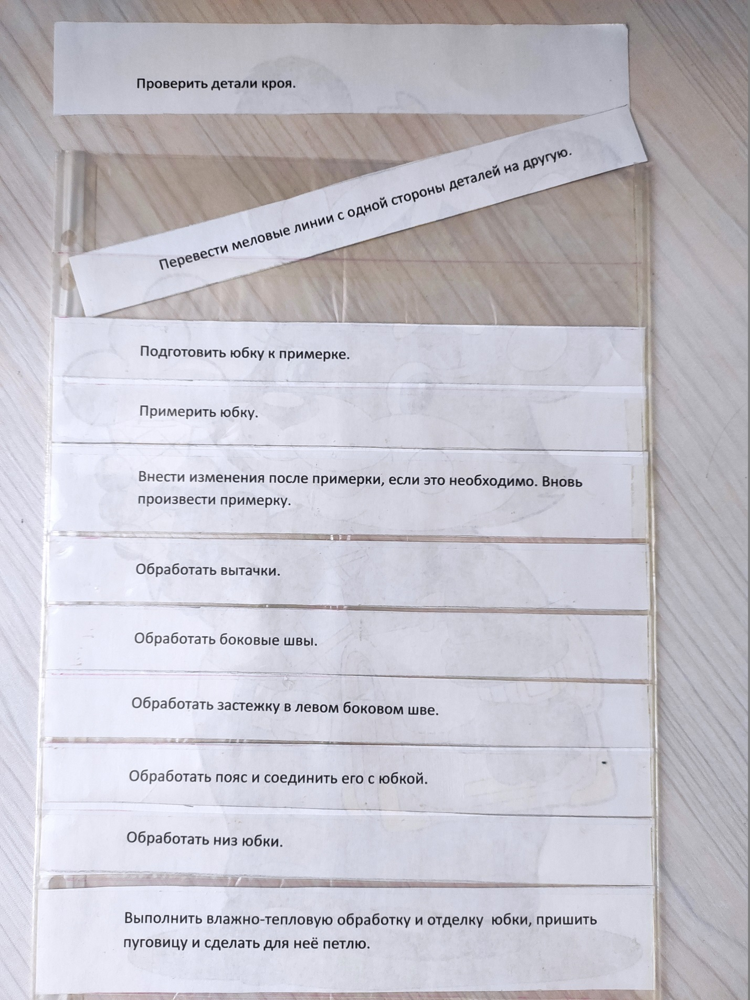 Проверить детали кроя.
Перевести меловые линии с одной стороны деталей на другую.
Подготовить юбку к примерке.
Примерить юбку.
Внести изменения после примерки, если это необходимо. Вновь
произвести примерку.
Обработать вытачки.
Обработать боковые швы.
Обработать застежку в левом боковом шве.
Обработать пояс и соединить его с юбкой.
Обработать низ юбки.
Выполнить влажно-тепловую обработку и отделку юбки, пришить
пуговицу и сделать для неё петлю.